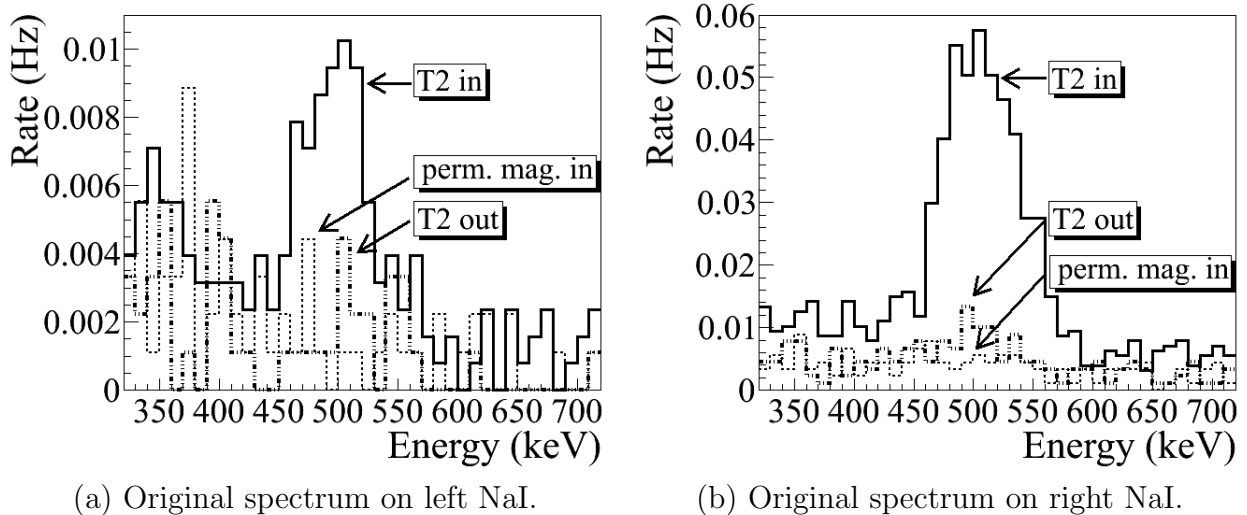 Rate (Hz)
0.01
0.008
0.006
0.004
0.002
0
T2 in
perm. mag. in
T2 out
350 400 450 500 550 600 650 700
Energy (keV)
(a) Original spectrum on left NaI.
Rate (Hz)
0.06
0.05
0.04
0.03
0.02
0.01
0
T2 in
T2 out
perm. mag. in
350 400 450 500 550 600 650 700
Energy (keV)
(b) Original spectrum on right NaI.